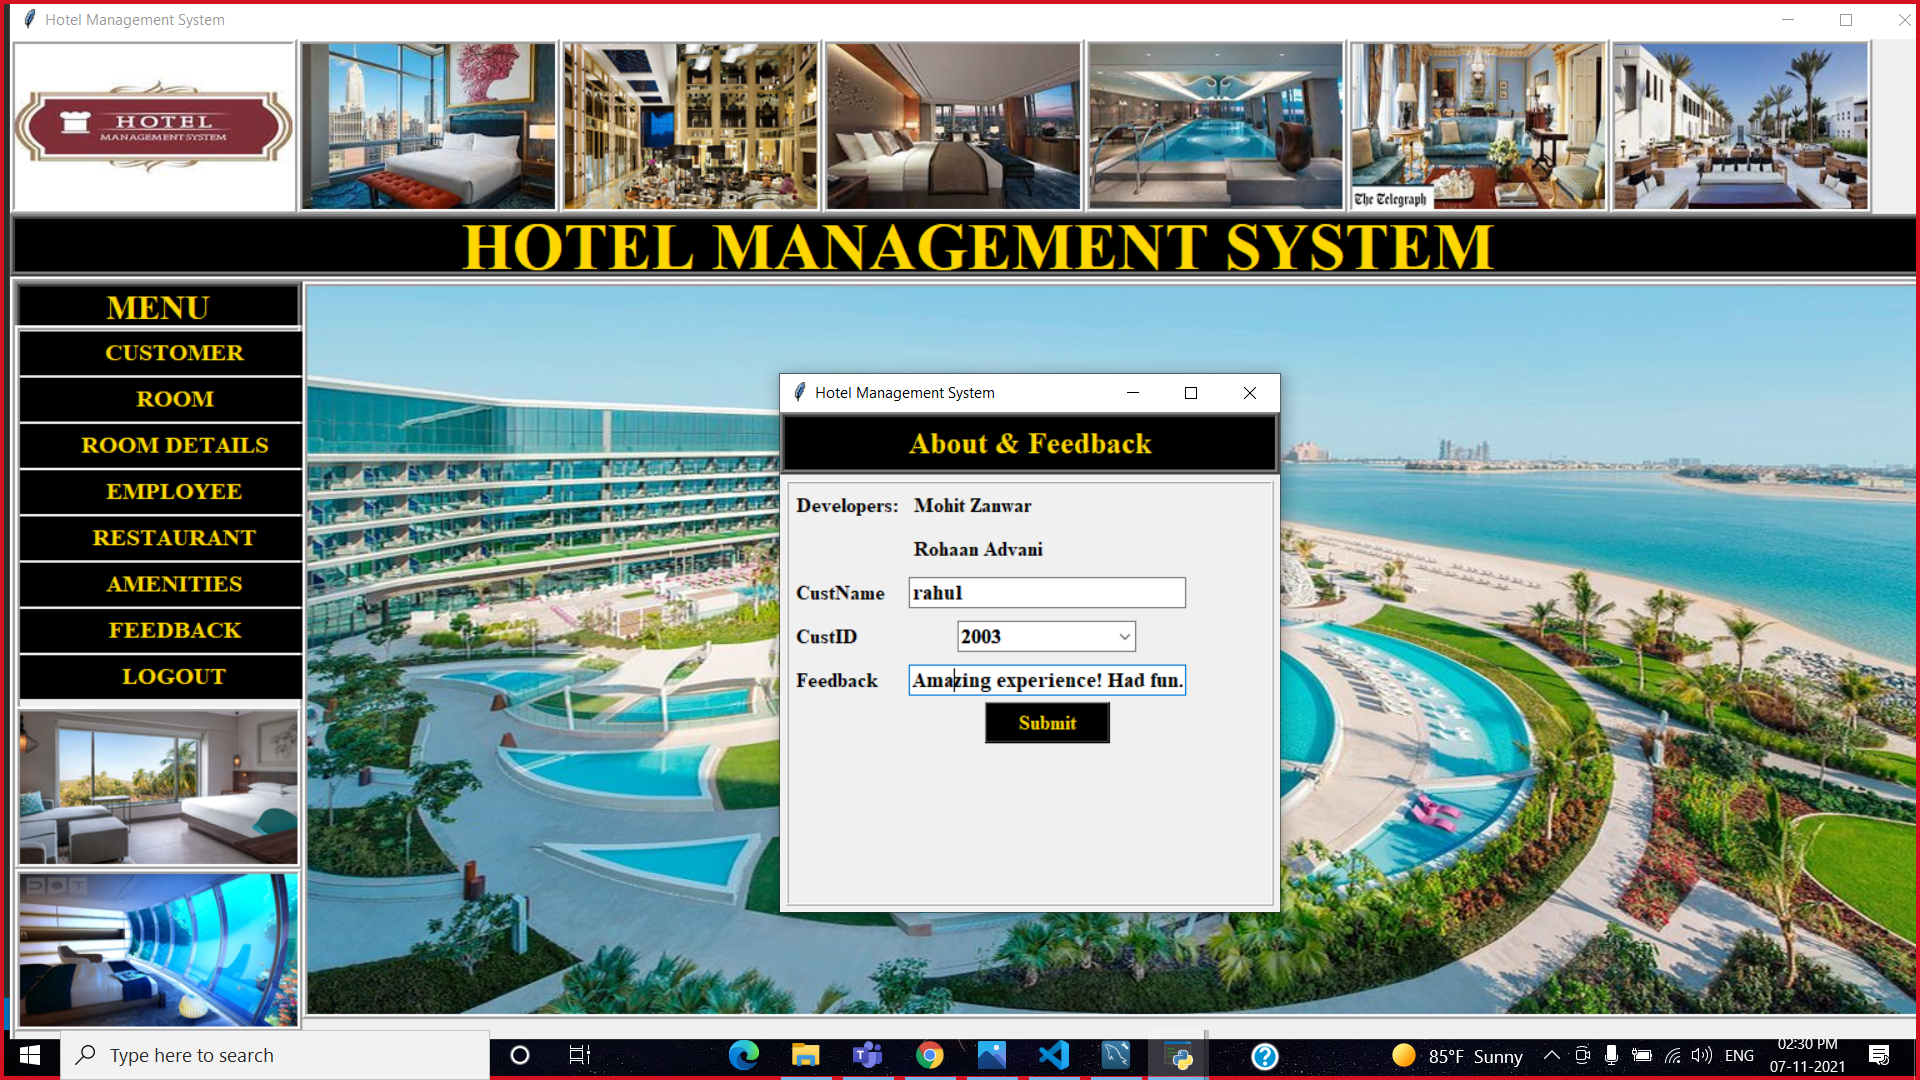 Hotel Management System
HOTEL
MANAGEMENT SYSTEM
The Telegraph
HOTEL MANAGEMENT SYSTEM
MENU
CUSTOMER
ROOM
ROOM DETAILS
EMPLOYEE
RESTAURANT
AMENITIES
FEEDBACK
LOGOUT
DOT
Hotel Management System
About & Feedback
Developers: Mohit Zanwar
Rohaan Advani
CustName rahul
CustID 2003
Feedback Amazing experience! Had fun.
Submit
Type here to search
85°F Sunny
ENG
02:30 PM
07-11-2021